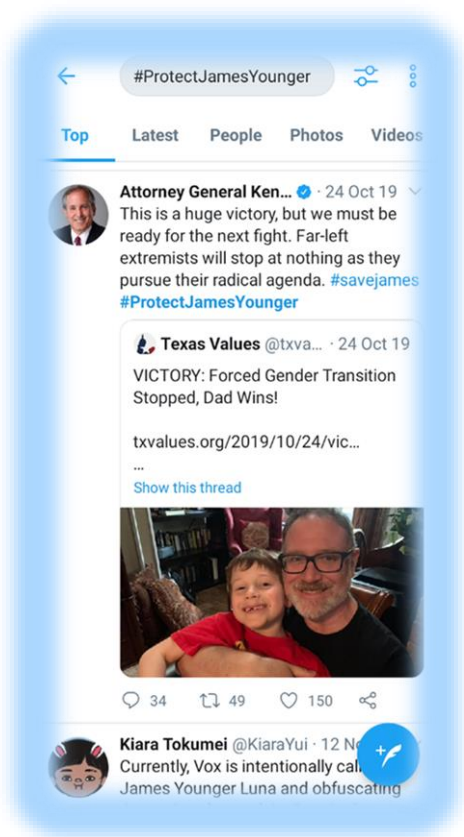 #ProtectJamesYounger
Top Latest People Photos Videos
Attorney General Ken... · 24 Oct 19
This is a huge victory, but we must be
ready for the next fight. Far-left
extremists will stop at nothing as they
pursue their radical agenda. #savejames
#ProtectJamesYounger
Texas Values @txva... · 24 Oct 19
VICTORY: Forced Gender Transition
Stopped, Dad Wins!
txvalues.org/2019/10/24/vic...
...
Show this thread
34 49 150
Kiara Tokumei @KiaraYui · 12
Currently, Vox is intentionally
James Younger Luna and obfuscating